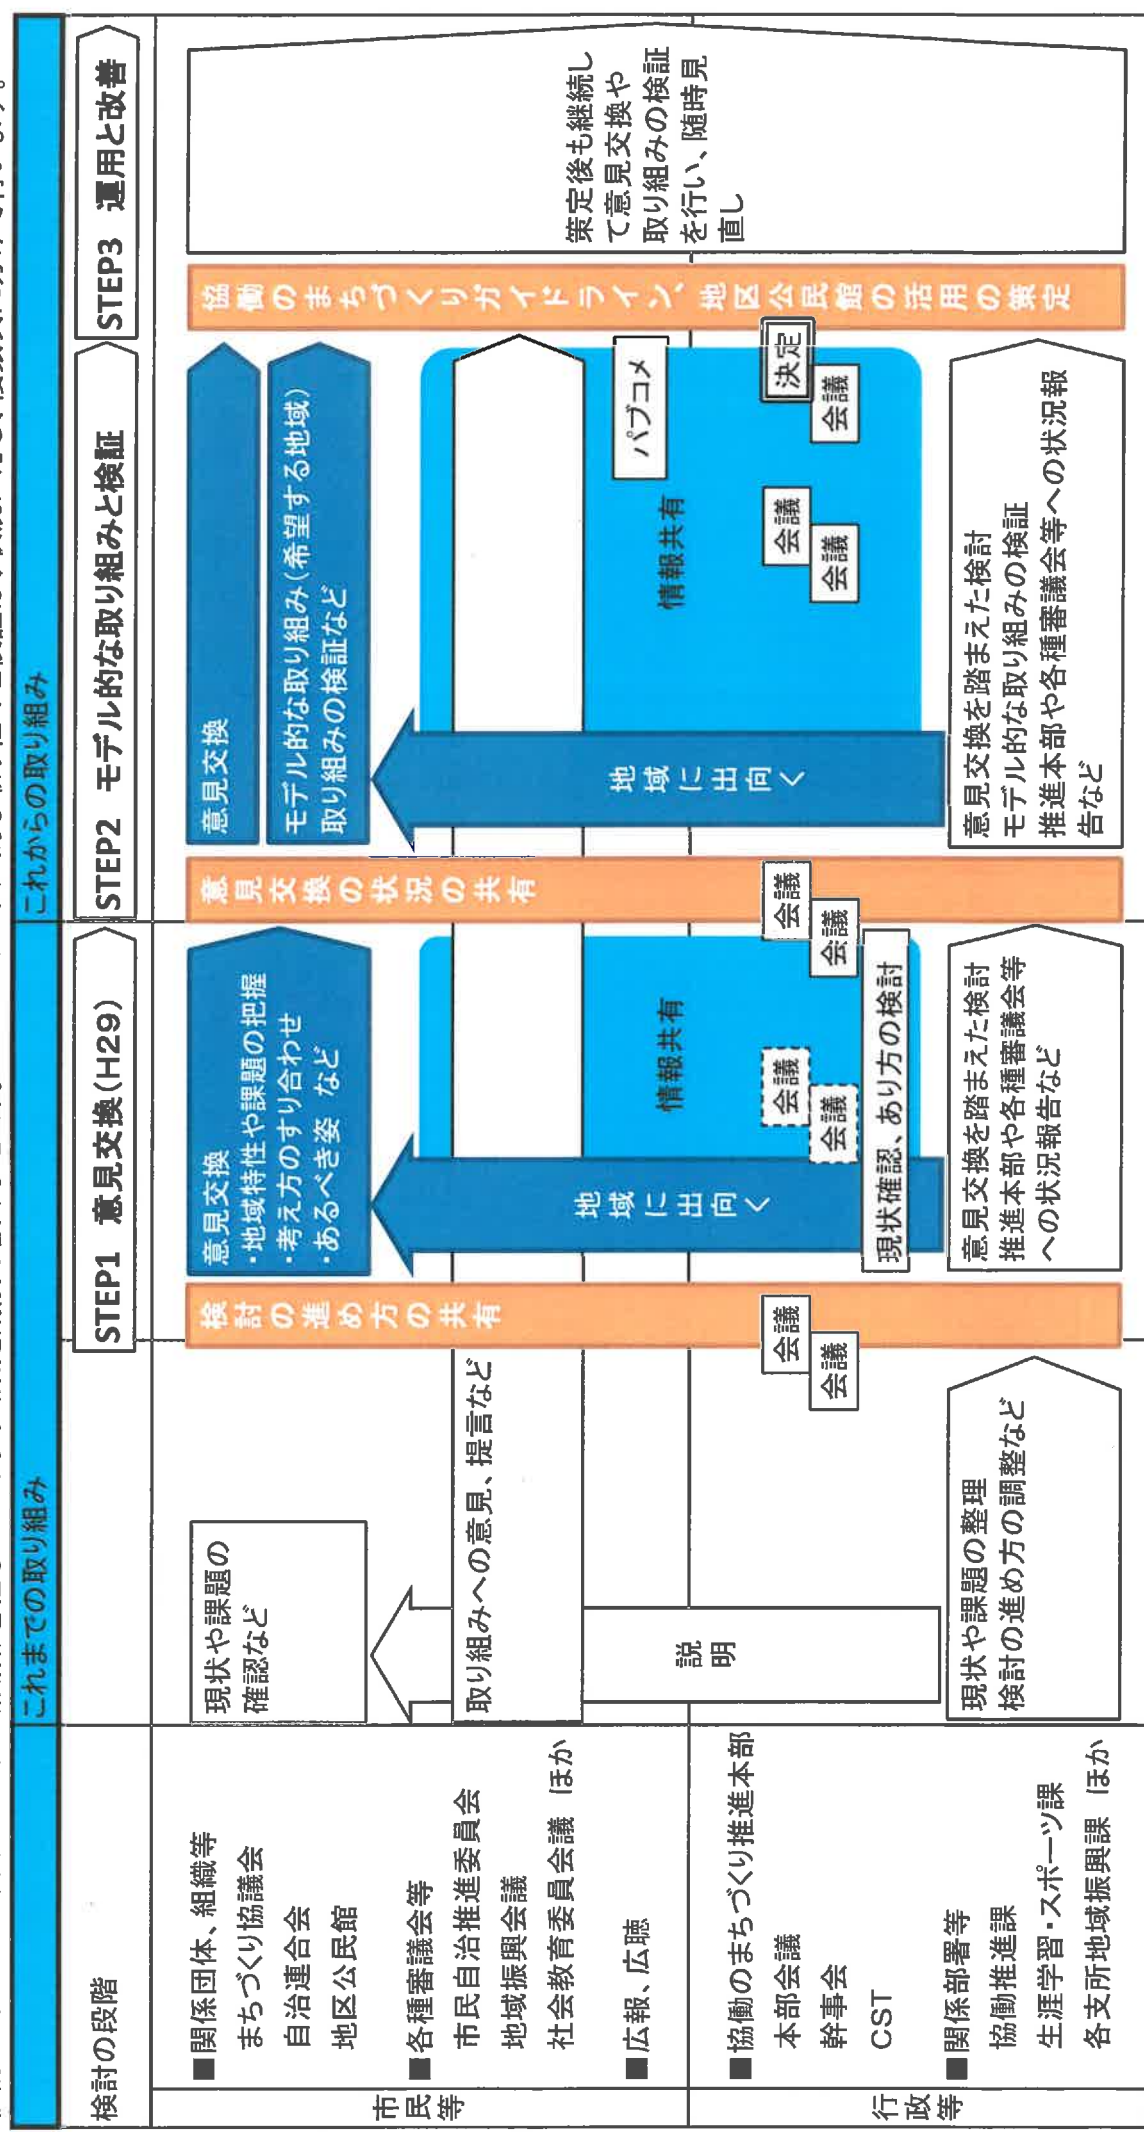 これまでの取り組み
これからの取り組み
検討の段階
STEP1 意見交換(H29)
STEP2 モデル的な取り組みと検証
STEP3 運用と改善
市民等
■関係団体、組織等
まちづくり協議会
自治連合会
地区公民館
■各種審議会等
市民自治推進委員会
地域振興会議
社会教育委員会議 ほか
■広報、広聴
行政等
■協働のまちづくり推進本部
本部会議
幹事会
CST
■関係部署等
協働推進課
生涯学習・スポーツ課
各支所地域振興課 ほか
現状や課題の
確認など
取り組みへの意見、提言など
説明
現状や課題の整理
検討の進め方の調整など
会議
会議
検討の進め方の共有
意見交換
・地域特性や課題の把握
・考え方のすり合わせ
・あるべき姿 など
地域に出向く
情報共有
会議
会議
現状確認、あり方の検討
意見交換を踏まえた検討
推進本部や各種審議会等
への状況報告など
会議
会議
意見交換の状況の共有
意見交換
モデル的な取り組み(希望する地域)
取り組みの検証など
地域に出向く
情報共有
パブコメ
会議
会議
決定
会議
意見交換を踏まえた検討
モデル的な取り組みの検証
推進本部や各種審議会等への状況報
告など
協働のまちづくりガイドライン、地区公民館の活用の策定
策定後も継続し
て意見交換や
取り組みの検証
を行い、随時見
直し